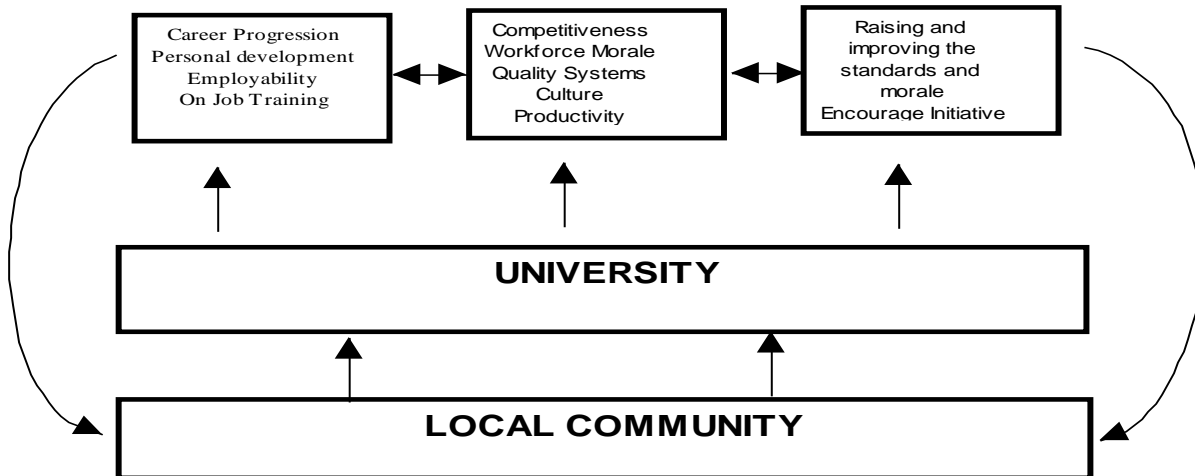 Career Progression
Personal development
Employability
On Job Training
Competitiveness
Workforce Morale
Quality Systems
Culture
Productivity
Raising and
improving the
standards and
morale
Encourage Initiative
UNIVERSITY
LOCAL COMMUNITY